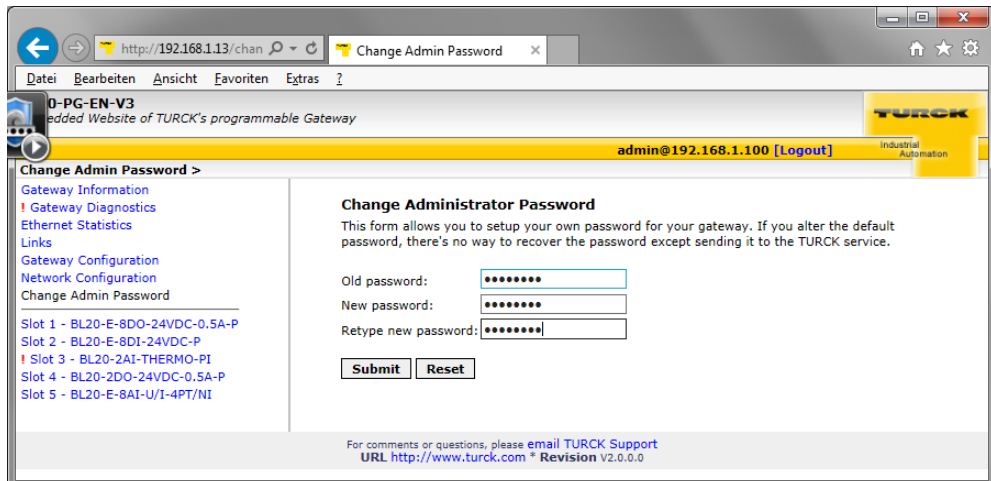 http://192.168.1.13/chan
Change Admin Password
Datei Bearbeiten Ansicht Favoriten Extras ?
0-PG-EN-V3
edded Website of TURCK's programmable Gateway
TURCK
admin@192.168.1.100 [Logout]
Industrial
Automation
Change Admin Password >
Gateway Information
! Gateway Diagnostics
Ethernet Statistics
Links
Gateway Configuration
Network Configuration
Change Admin Password
Slot 1 - BL20-E-8DO-24VDC-0.5A-P
Slot 2 - BL20-E-8DI-24VDC-P
! Slot 3 - BL20-2AI-THERMO-PI
Slot 4 - BL20-2DO-24VDC-0.5A-P
Slot 5 - BL20-E-8AI-U/I-4PT/NI
Change Administrator Password
This form allows you to setup your own password for your gateway. If you alter the default
password, there's no way to recover the password except sending it to the TURCK service.
Old password: ••••••••
New password: ••••••••
Retype new password: ••••••••
Submit Reset
For comments or questions, please email TURCK Support
URL http://www.turck.com * Revision V2.0.0.0